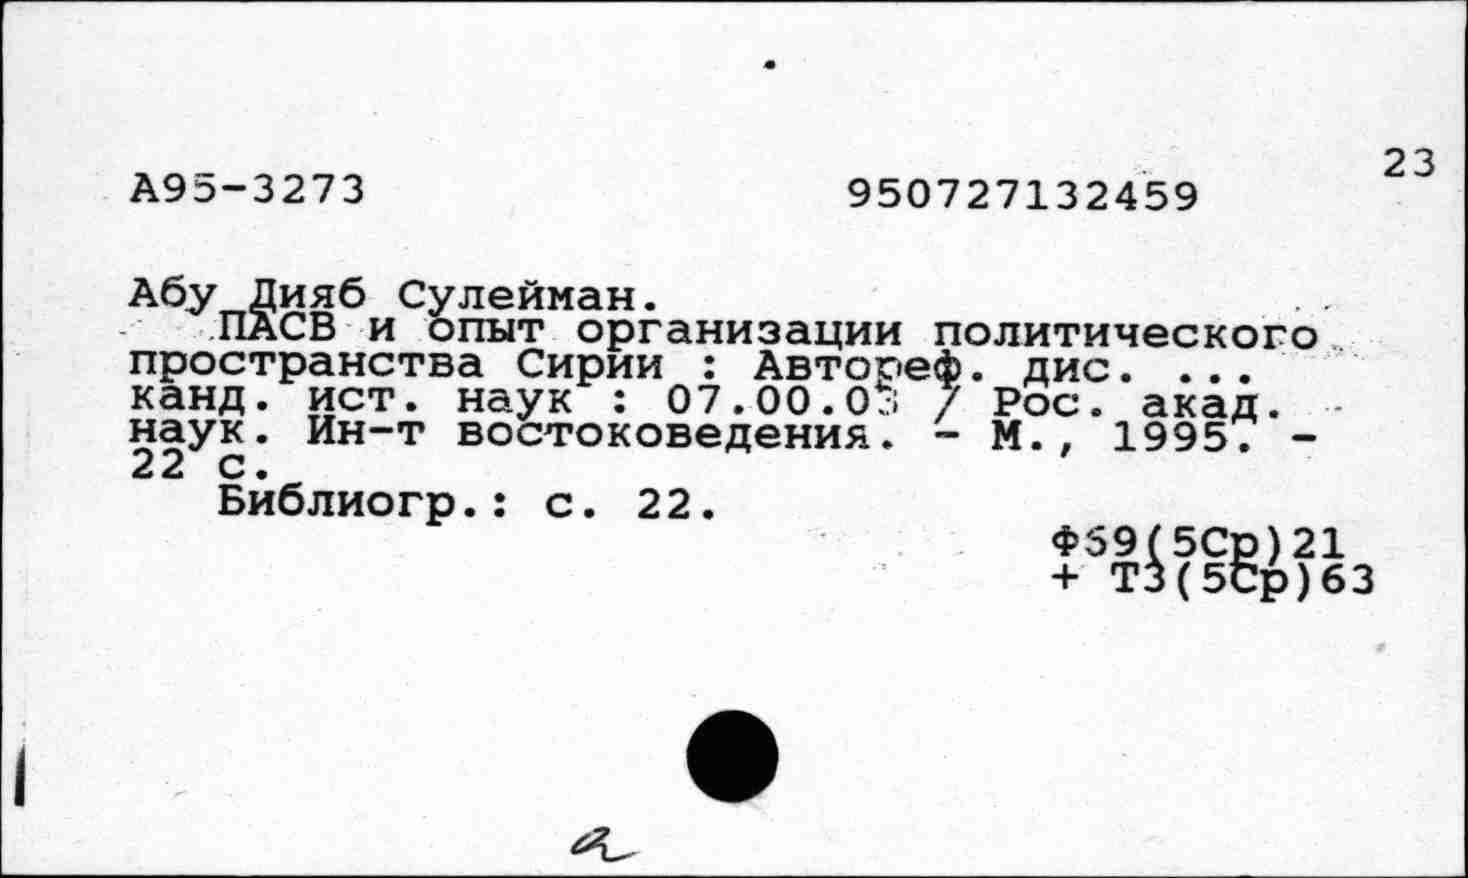 23
А95-3273 950727132459
Абу Дияб Сулейман.
ПАСВ и опыт организации политического
пространства Сирии : Автореф. дис. ...
канд. ист. наук : 07.00.03 / Рос. акад.
наук. Ин-т востоковедения. - М., 1995. -
22 с.
Библиогр.: с. 22.
Ф59(5Ср)21
+ Т3(5Ср)63